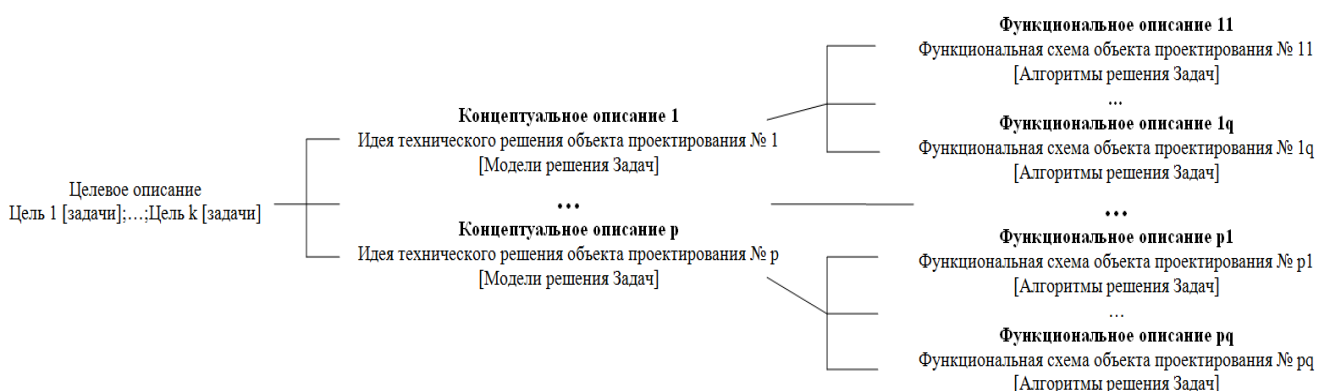 Целевое описание
Цель 1 [задачи];…;Цель k [задачи]
Концептуальное описание 1
Идея технического решения объекта проектирования № 1
[Модели решения Задач]
…
Концептуальное описание p
Идея технического решения объекта проектирования № p
[Модели решения Задач]
Функциональное описание 11
Функциональная схема объекта проектирования № 11
[Алгоритмы решения Задач]
…
Функциональное описание 1q
Функциональная схема объекта проектирования № 1q
[Алгоритмы решения Задач]
…
Функциональное описание p1
Функциональная схема объекта проектирования № p1
[Алгоритмы решения Задач]
…
Функциональное описание pq
Функциональная схема объекта проектирования № pq
[Алгоритмы решения Задач]